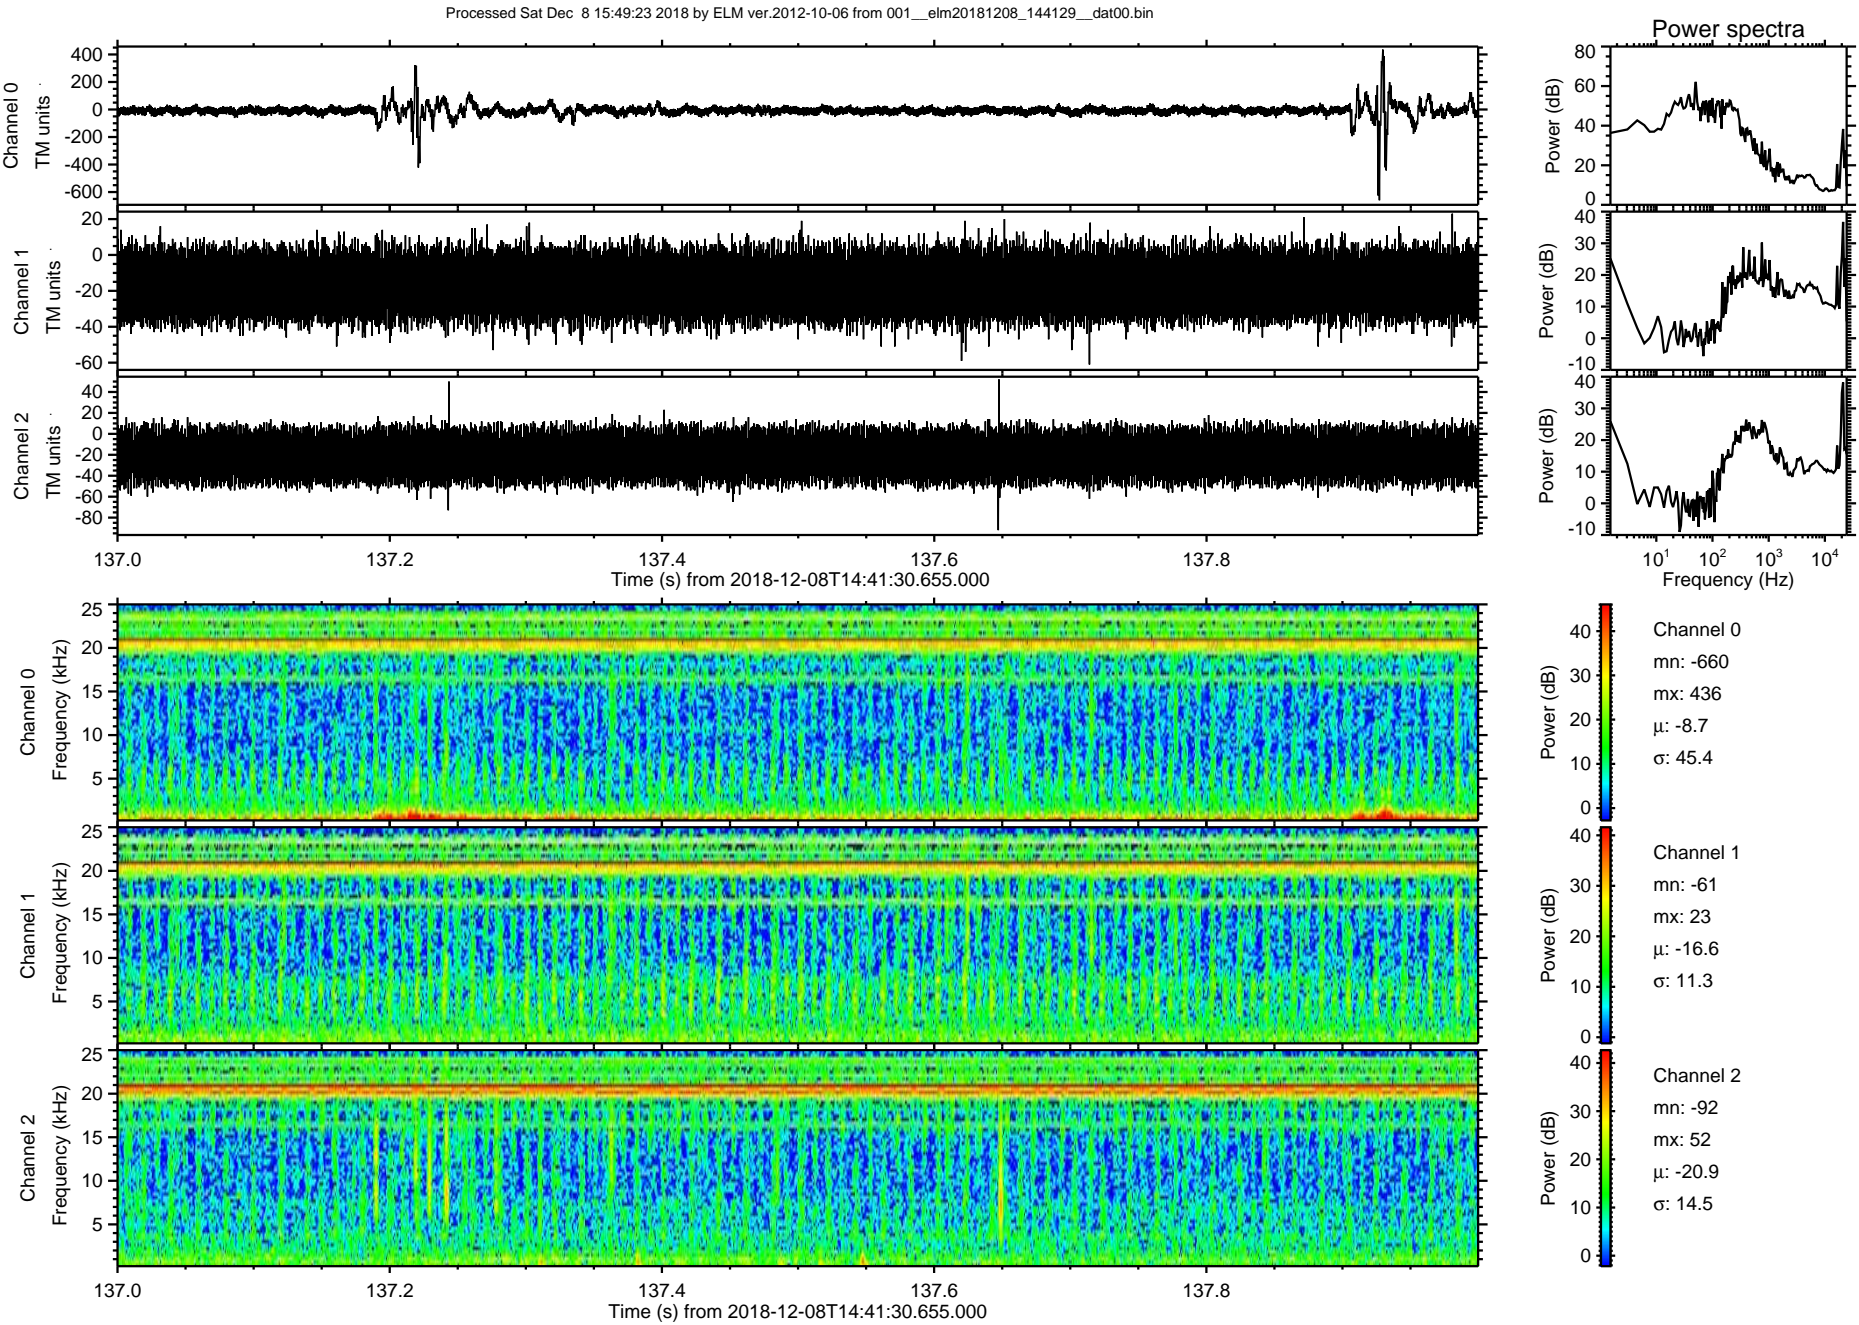 Processed Sat Dec  8 15:49:23 2018 by ELM ver.2012-10-06 from 001__elm20181208_144129__dat00.bin
Power spectra
Channel 0
TM units
400
200
0
-200
-400
-600
Power (dB)
80
60
40
20
0
Channel 1
TM units
20
0
-20
-40
-60
Power (dB)
40
30
20
10
0
-10
Channel 2
TM units
40
20
0
-20
-40
-60
-80
Power (dB)
40
30
20
10
0
-10
137.0 137.2 137.4 137.6 137.8
Time (s) from 2018-12-08T14:41:30.655.000
10¹ 10² 10³ 10⁴
Frequency (Hz)
Channel 0
Frequency (kHz)
25
20
15
10
5
Power (dB)
40
30
20
10
0
Channel 0
mn: -660
mx: 436
μ: -8.7
σ: 45.4
Channel 1
Frequency (kHz)
25
20
15
10
5
Power (dB)
40
30
20
10
0
Channel 1
mn: -61
mx: 23
μ: -16.6
σ: 11.3
Channel 2
Frequency (kHz)
25
20
15
10
5
Power (dB)
40
30
20
10
0
Channel 2
mn: -92
mx: 52
μ: -20.9
σ: 14.5
137.0 137.2 137.4 137.6 137.8
Time (s) from 2018-12-08T14:41:30.655.000